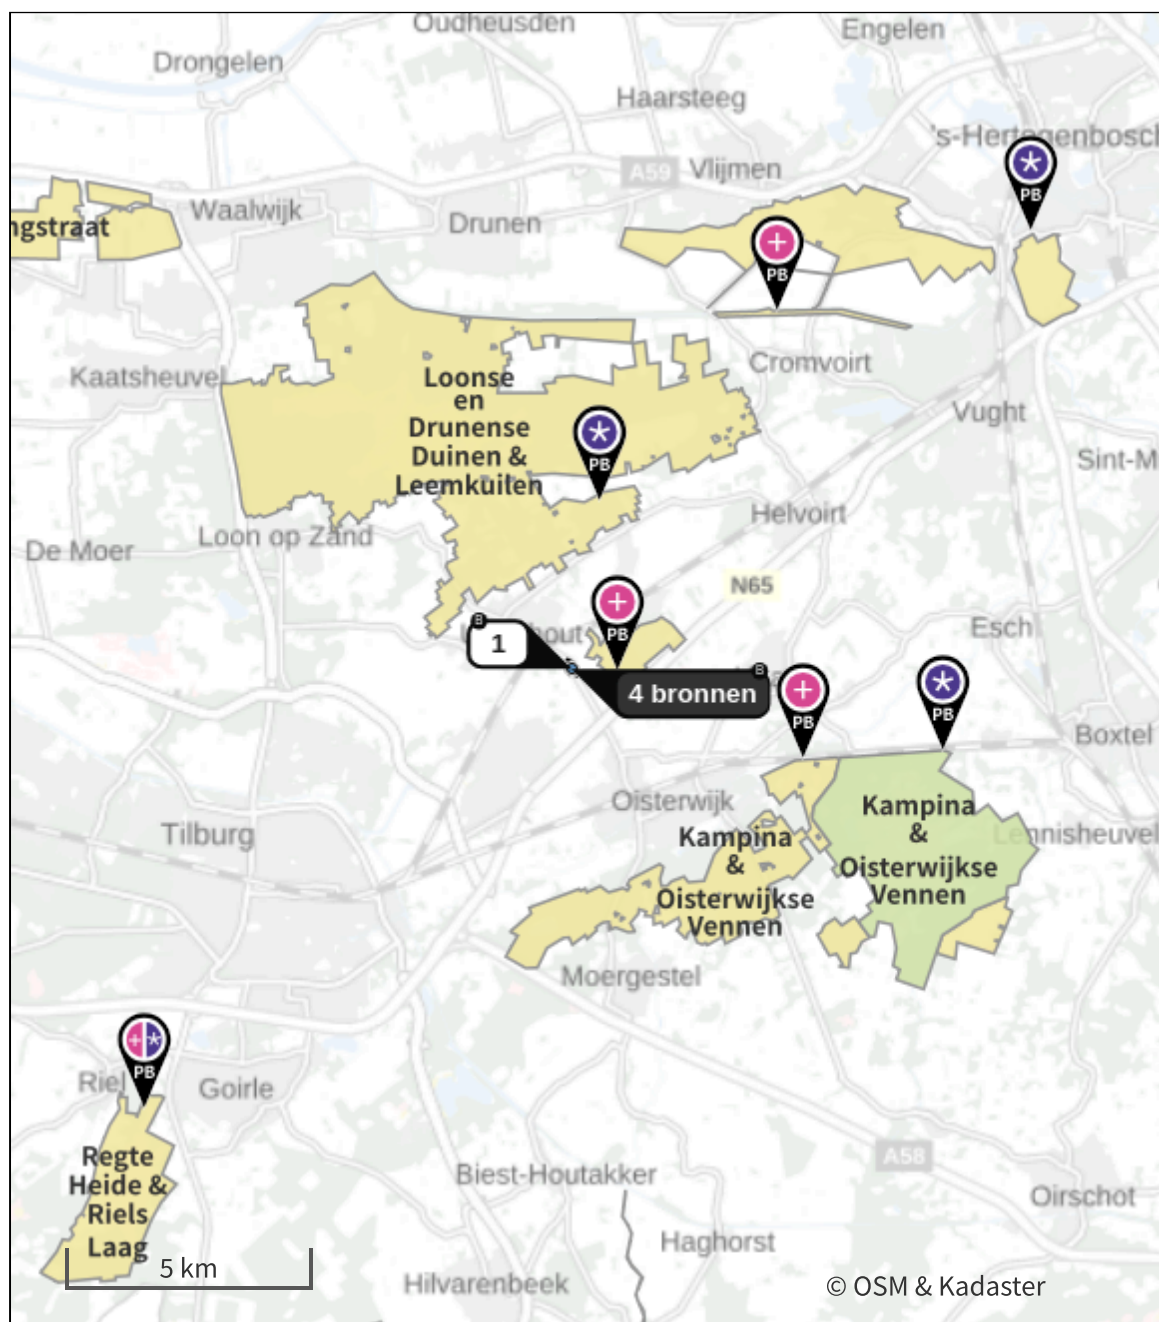 Oudheusden
Engelen
Drongelen
Haarsteeg
's-Hertogenbosch
A59
Vlijmen
PB
Waalwijk
Drunen
ngstraat
PB
Cromvoirt
Kaatsheuvel
Loonse
en
Drunense
Duinen &
Leemkuilen
Vught
PB
Sint-M
Helvoirt
Loon op Zand
De Moer
N65
B
1
hout
PB
Esch
B
4 bronnen
PB
PB
Boxtel
Oisterwijk
Kampina
&
Oisterwijkse
Vennen
Kampina
&
Oisterwijkse
Vennen
Lennisheuvel
Tilburg
Moergestel
PB
Riel
Goirle
Regte
Heide &
Riels
Laag
A58
Biest-Houtakker
Oirschot
Haghorst
5 km
Hilvarenbeek
© OSM & Kadaster